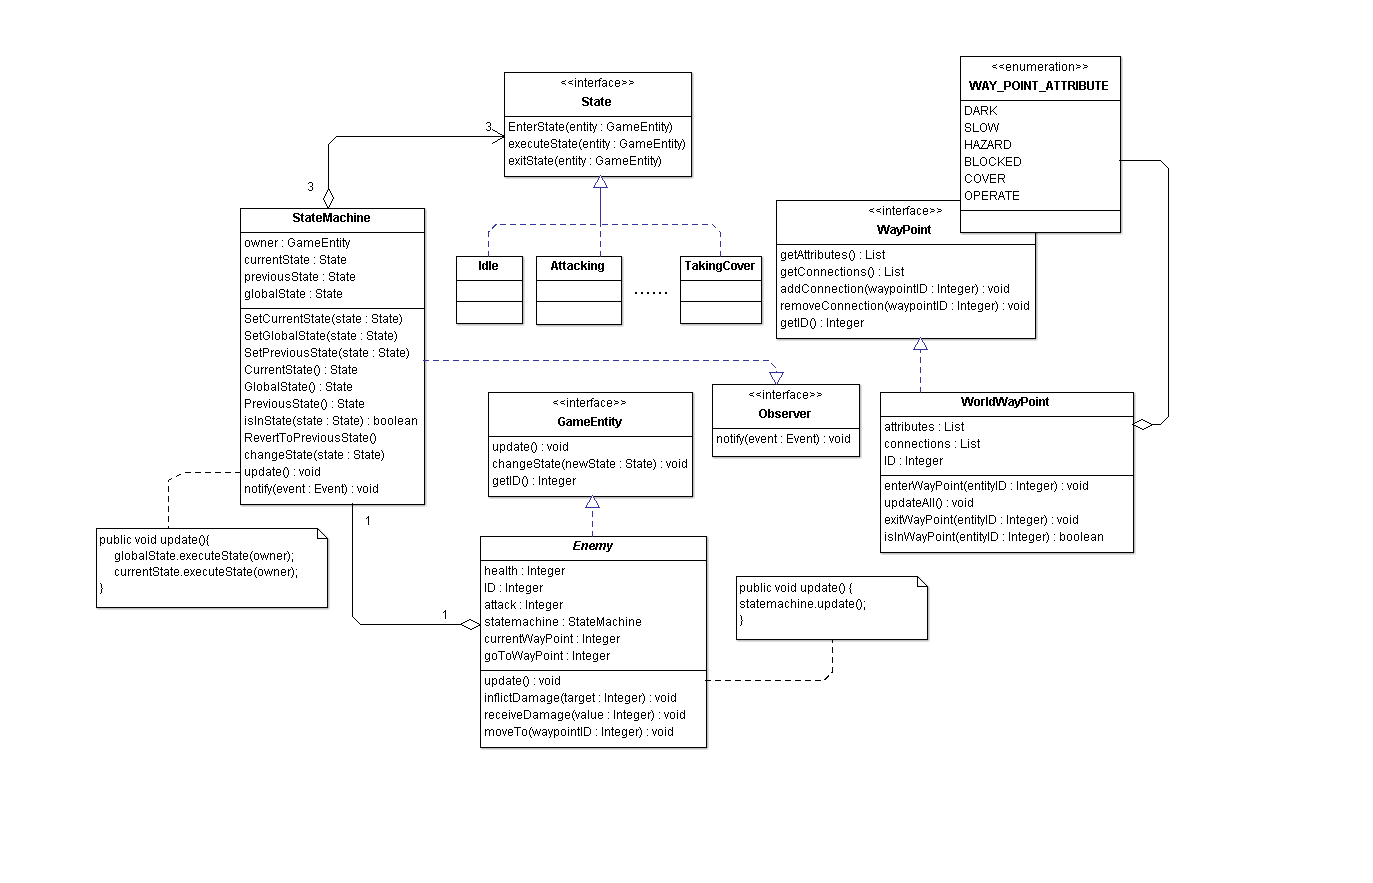 <<enumeration>>
WAY_POINT_ATTRIBUTE
DARK
SLOW
HAZARD
BLOCKED
COVER
OPERATE
<<interface>>
State
EnterState(entity : GameEntity)
executeState(entity : GameEntity)
exitState(entity : GameEntity)
3
3
StateMachine
owner : GameEntity
currentState : State
previousState : State
globalState : State
SetCurrentState(state : State)
SetGlobalState(state : State)
SetPreviousState(state : State)
CurrentState() : State
GlobalState() : State
PreviousState() : State
isInState(state : State) : boolean
RevertToPreviousState()
changeState(state : State)
update() : void
notify(event : Event) : void
Idle
Attacking
......
TakingCover
<<interface>>
WayPoint
getAttributes() : List
getConnections() : List
addConnection(waypointID : Integer) : void
removeConnection(waypointID : Integer) : void
getID() : Integer
<<interface>>
Observer
notify(event : Event) : void
<<interface>>
GameEntity
update() : void
changeState(newState : State) : void
getID() : Integer
WorldWayPoint
attributes : List
connections : List
ID : Integer
enterWayPoint(entityID : Integer) : void
updateAll() : void
exitWayPoint(entityID : Integer) : void
isInWayPoint(entityID : Integer) : boolean
public void update(){
globalState.executeState(owner);
currentState.executeState(owner);
}
1
1
Enemy
health : Integer
ID : Integer
attack : Integer
statemachine : StateMachine
currentWayPoint : Integer
goToWayPoint : Integer
update() : void
inflictDamage(target : Integer) : void
receiveDamage(value : Integer) : void
moveTo(waypointID : Integer) : void
public void update() {
statemachine.update();
}